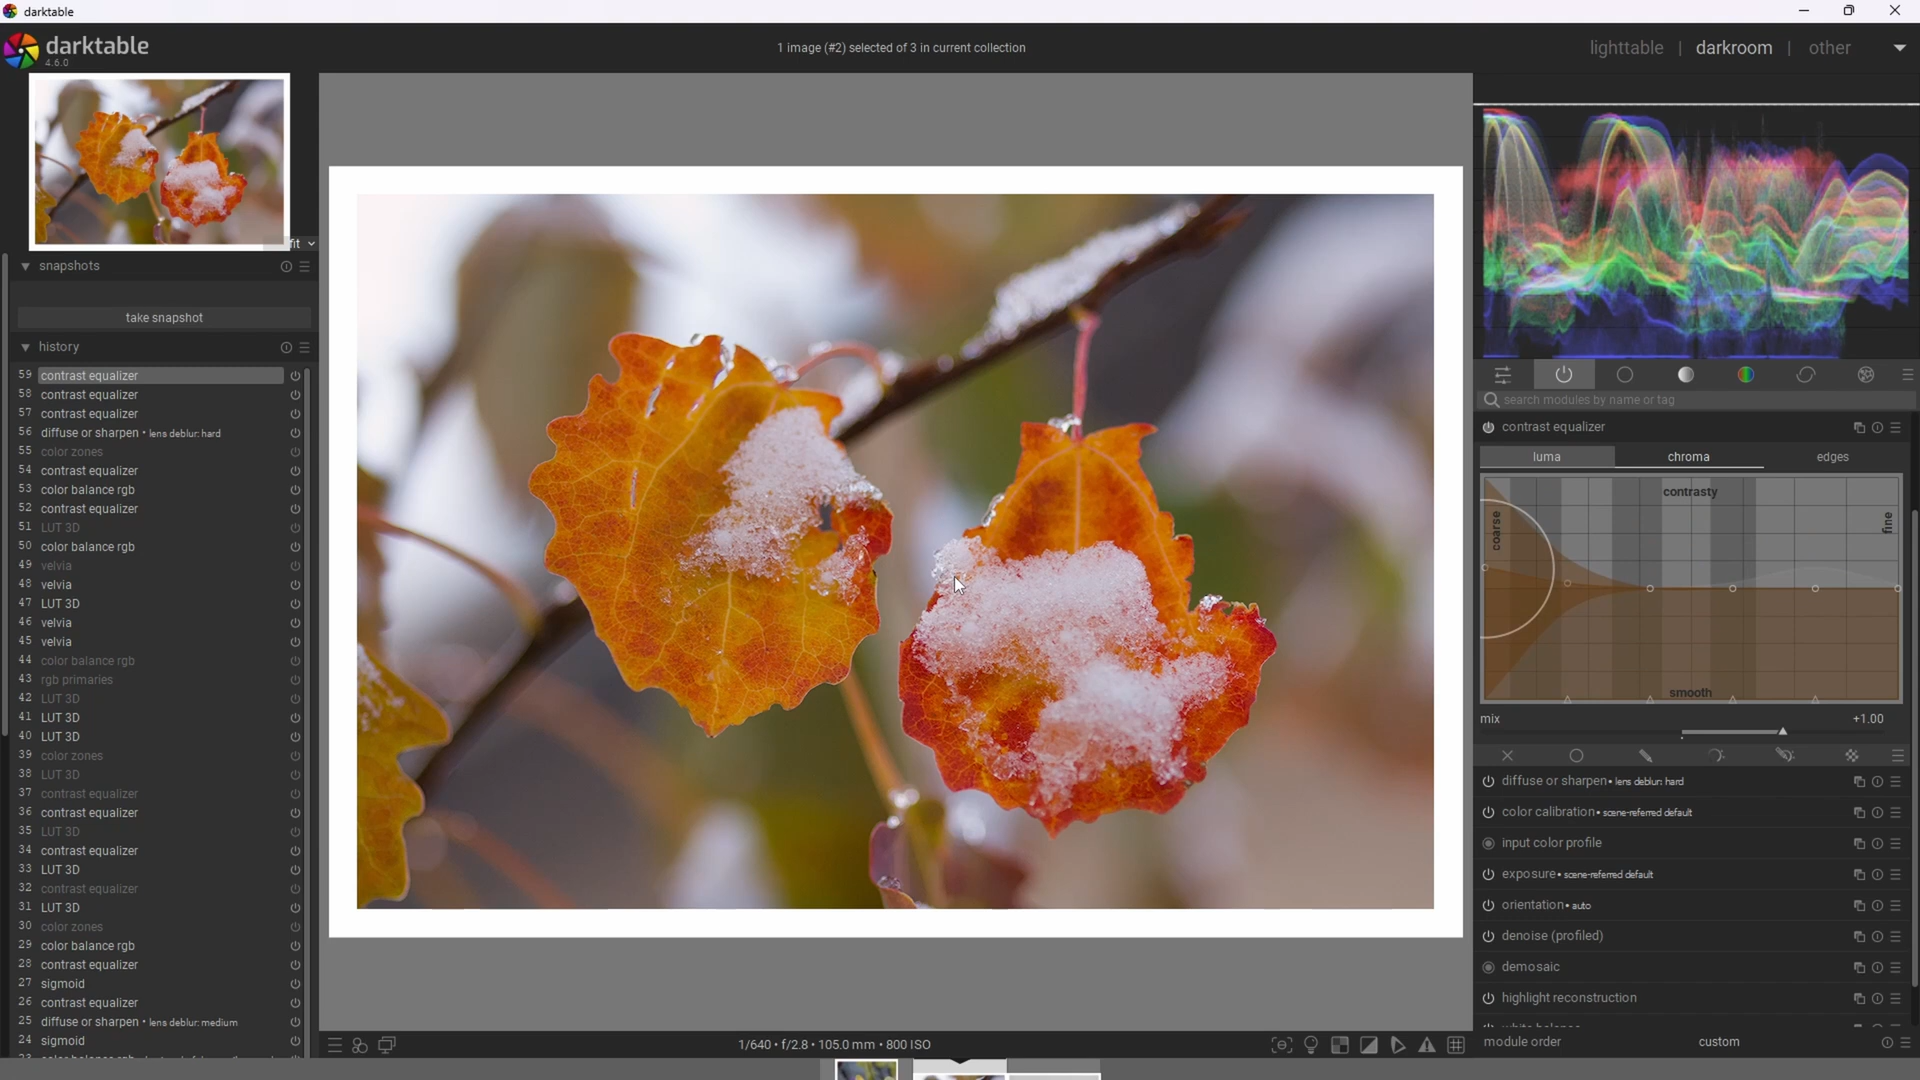 darktable
darktable
4.6.0
1 image (#2) selected of 3 in current collection
lighttable | darkroom | other
fit
snapshots
take snapshot
history
59 contrast equalizer
58 contrast equalizer
57 contrast equalizer
56 diffuse or sharpen • lens deblur: hard
55 color zones
54 contrast equalizer
53 color balance rgb
52 contrast equalizer
51 LUT 3D
50 color balance rgb
49 velvia
48 velvia
47 LUT 3D
46 velvia
45 velvia
44 color balance rgb
43 rgb primaries
42 LUT 3D
41 LUT 3D
40 LUT 3D
39 color zones
38 LUT 3D
37 contrast equalizer
36 contrast equalizer
35 LUT 3D
34 contrast equalizer
33 LUT 3D
32 contrast equalizer
31 LUT 3D
30 color zones
29 color balance rgb
28 contrast equalizer
27 sigmoid
26 contrast equalizer
25 diffuse or sharpen • lens deblur: medium
24 sigmoid
1/640 • f/2.8 • 105.0 mm • 800 ISO
search modules by name or tag
contrast equalizer
luma chroma edges
contrasty
coarse
fine
smooth
mix +1.00
diffuse or sharpen • lens deblur: hard
color calibration • scene-referred default
input color profile
exposure • scene-referred default
orientation • auto
denoise (profiled)
demosaic
highlight reconstruction
module order custom